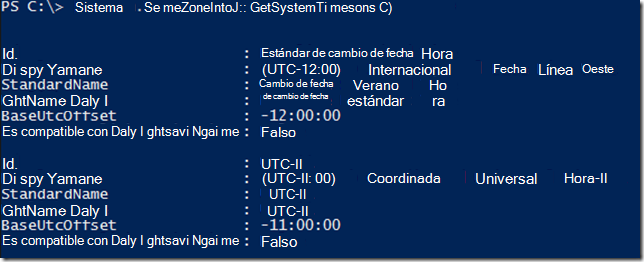 PS C:\> Sistema .Se meZoneIntoJ:: GetSystemTi mesons C)
Id. : Estándar de cambio de fecha Hora
Di spy Yamane : (UTC-12:00) Internacional Fecha Línea Oeste
StandardName : Cambio de fecha Verano Ho
GhtName Daly I : de cambio de fecha estándar ra
BaseUtcOffset : -12:00:00
Es compatible con Daly I ghtsavi Ngai me : Falso
Id. : UTC-II
Di spy Yamane : (UTC-II: 00) Coordinada Universal Hora-II
StandardName : UTC-II
GhtName Daly I : UTC-II
BaseUtcOffset : -11:00:00
Es compatible con Daly I ghtsavi Ngai me : Falso